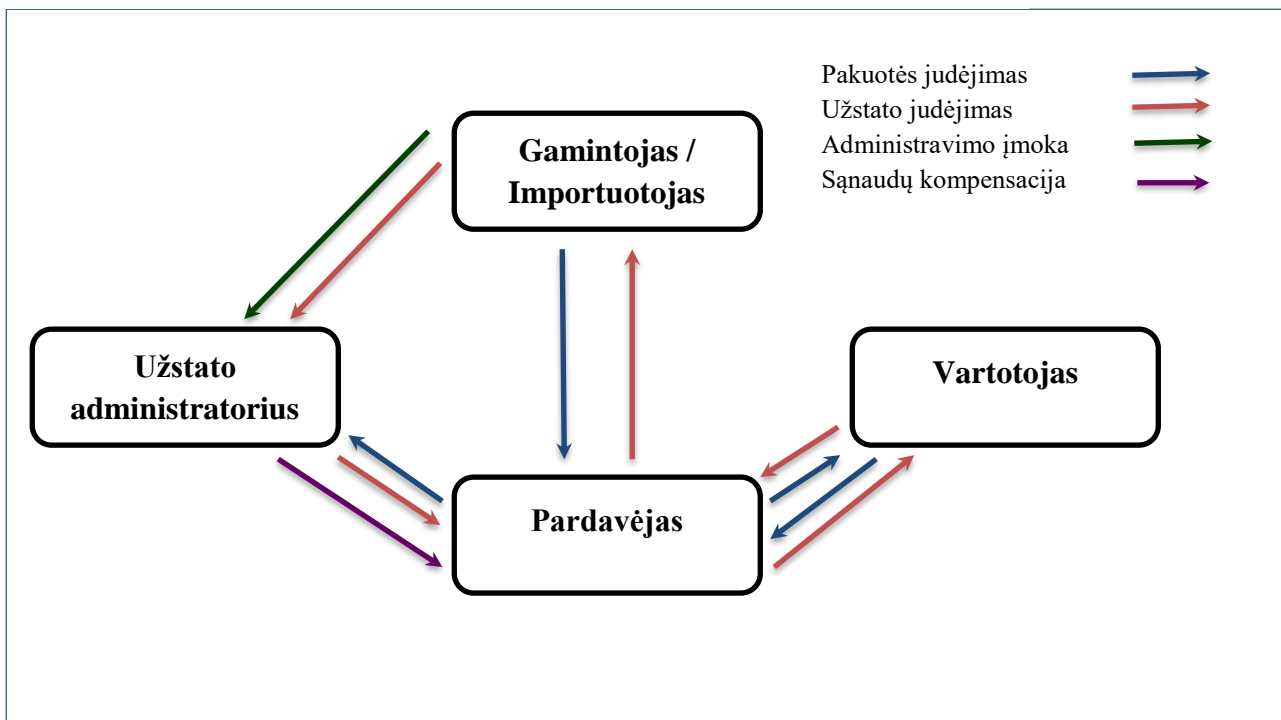 Pakuotės judėjimas
Užstato judėjimas
Administravimo įmoka
Sąnaudų kompensacija
Gamintojas /
Importuotojas
Užstato
administratorius
Vartotojas
Pardavėjas